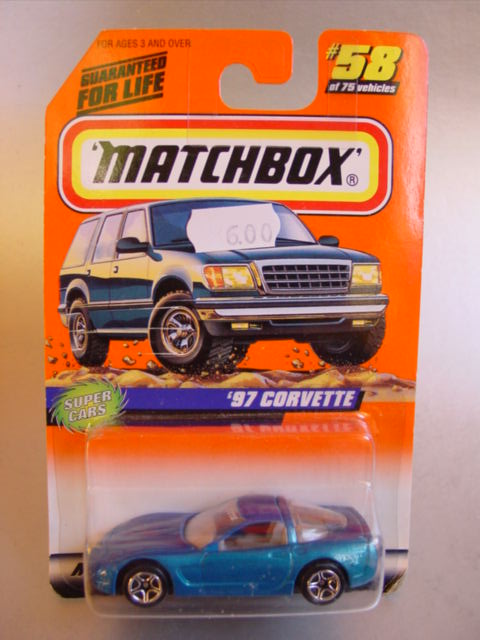 FOR AGES 3 AND OVER
GUARANTEED
FOR LIFE
#58
of 75 vehicles
'MATCHBOX'®
6.00
'97 CORVETTE
SUPER
CARS